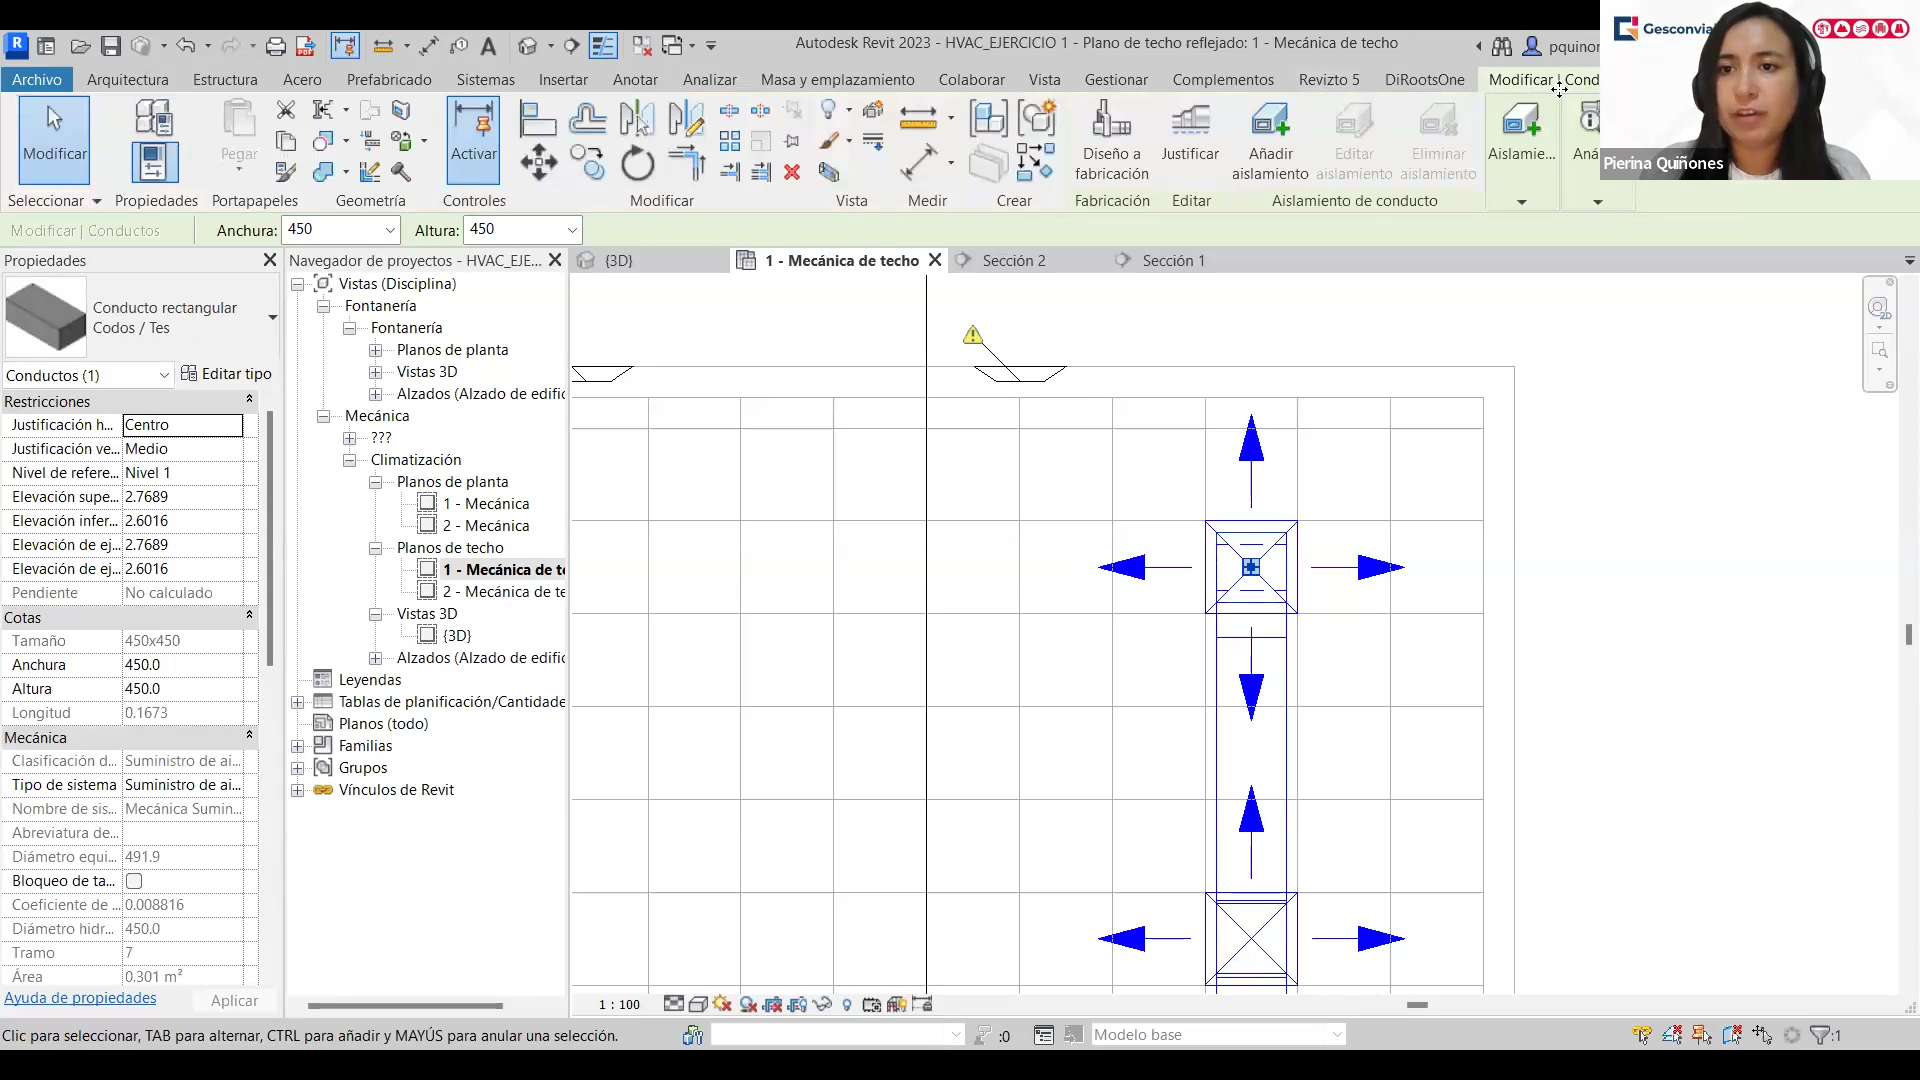 Autodesk Revit 2023 - HVAC_EJERCICIO 1 - Plano de techo reflejado: 1 - Mecánica de techo
Gesconvia
Archivo Arquitectura Estructura Acero Prefabricado Sistemas Insertar Anotar Analizar Masa y emplazamiento Colaborar Vista Gestionar Complementos Revizto 5 DiRootsOne Modificar | Cond
Modificar Pegar Activar Diseño a fabricación Justificar Añadir aislamiento Editar aislamiento Eliminar aislamiento Aislamie... Aná
Pierina Quiñones
Seleccionar Propiedades Portapapeles Geometría Controles Modificar Vista Medir Crear Fabricación Editar Aislamiento de conducto
Modificar | Conductos Anchura: 450 Altura: 450
Propiedades
Conducto rectangular
Codos / Tes
Conductos (1) Editar tipo
Restricciones
Justificación h... Centro
Justificación ve... Medio
Nivel de refere... Nivel 1
Elevación supe... 2.7689
Elevación infer... 2.6016
Elevación de ej... 2.7689
Elevación de ej... 2.6016
Pendiente No calculado
Cotas
Tamaño 450x450
Anchura 450.0
Altura 450.0
Longitud 0.1673
Mecánica
Clasificación d... Suministro de ai...
Tipo de sistema Suministro de ai...
Nombre de sis... Mecánica Sumin...
Abreviatura de...
Diámetro equi... 491.9
Bloqueo de ta...
Coeficiente de ... 0.008816
Diámetro hidr... 450.0
Tramo 7
Área 0.301 m²
Ayuda de propiedades Aplicar
Navegador de proyectos - HVAC_EJE...
Vistas (Disciplina)
Fontanería
Fontanería
Planos de planta
Vistas 3D
Alzados (Alzado de edific
Mecánica
???
Climatización
Planos de planta
1 - Mecánica
2 - Mecánica
Planos de techo
1 - Mecánica de te
2 - Mecánica de te
Vistas 3D
{3D}
Alzados (Alzado de edific
Leyendas
Tablas de planificación/Cantidade
Planos (todo)
Familias
Grupos
Vínculos de Revit
{3D} 1 - Mecánica de techo Sección 2 Sección 1
2D
1 : 100
Clic para seleccionar, TAB para alternar, CTRL para añadir y MAYÚS para anular una selección. :0 Modelo base :1